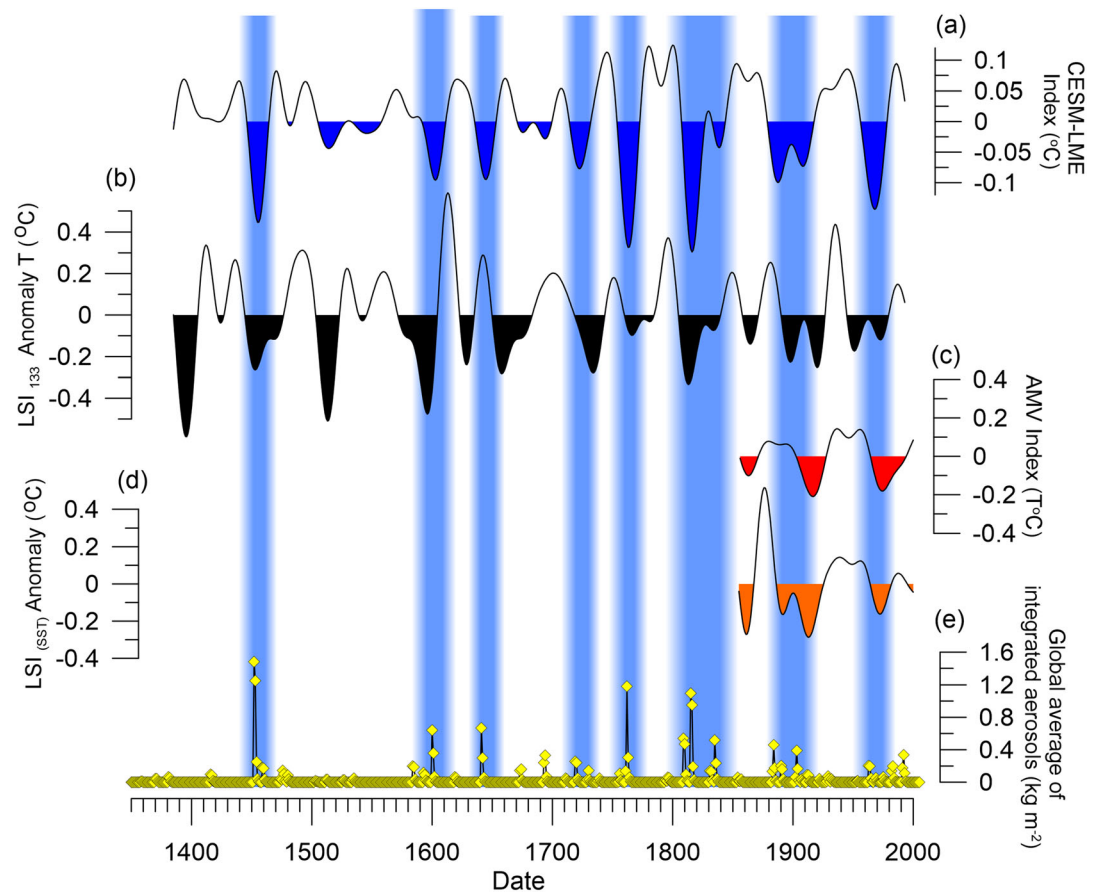 (a)
0.1
0.05
0
-0.05
-0.1
CESM-LME
Index (°C)
(b)
0.4
0.2
0
-0.2
-0.4
LSI 133 Anomaly T (°C)
(c)
0.4
0.2
0
-0.2
-0.4
AMV Index (T°C)
(d)
0.4
0.2
0
-0.2
-0.4
LSI (SST) Anomaly (°C)
(e)
1.6
1.2
0.8
0.4
0
Global average of
integrated aerosols (kg m-2)
1400 1500 1600 1700 1800 1900 2000
Date